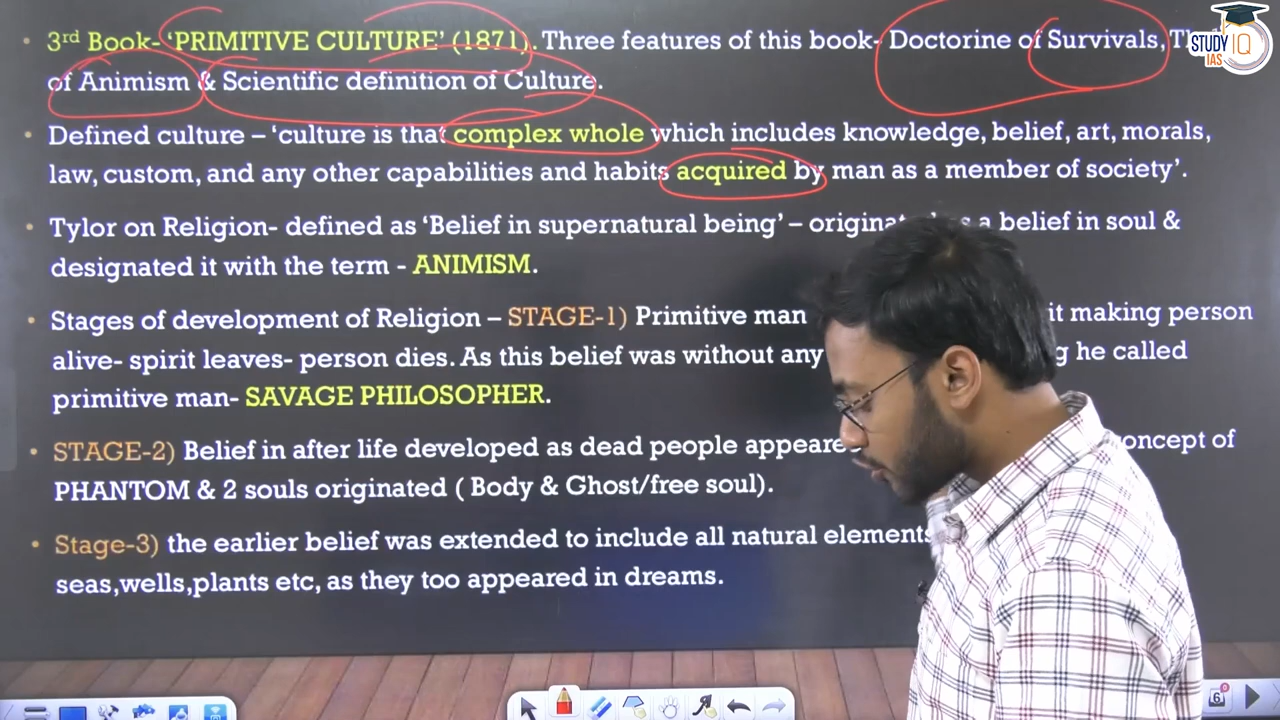 • 3rd Book- ‘PRIMITIVE CULTURE’ (1871). Three features of this book- Doctorine of Survivals,
of Animism & Scientific definition of Culture.
• Defined culture – ‘culture is that complex whole which includes knowledge, belief, art, morals,
law, custom, and any other capabilities and habits acquired by man as a member of society’.
• Tylor on Religion- defined as ‘Belief in supernatural being’ – a belief in soul &
designated it with the term - ANIMISM.
• Stages of development of Religion – STAGE-1) Primitive man it making person
alive- spirit leaves- person dies. As this belief was without any he called
primitive man- SAVAGE PHILOSOPHER.
• STAGE-2) Belief in after life developed as dead people of
PHANTOM & 2 souls originated ( Body & Ghost/free soul).
• Stage-3) the earlier belief was extended to include all natural elements
seas,wells,plants etc, as they too appeared in dreams.
STUDY IQ
IAS
6